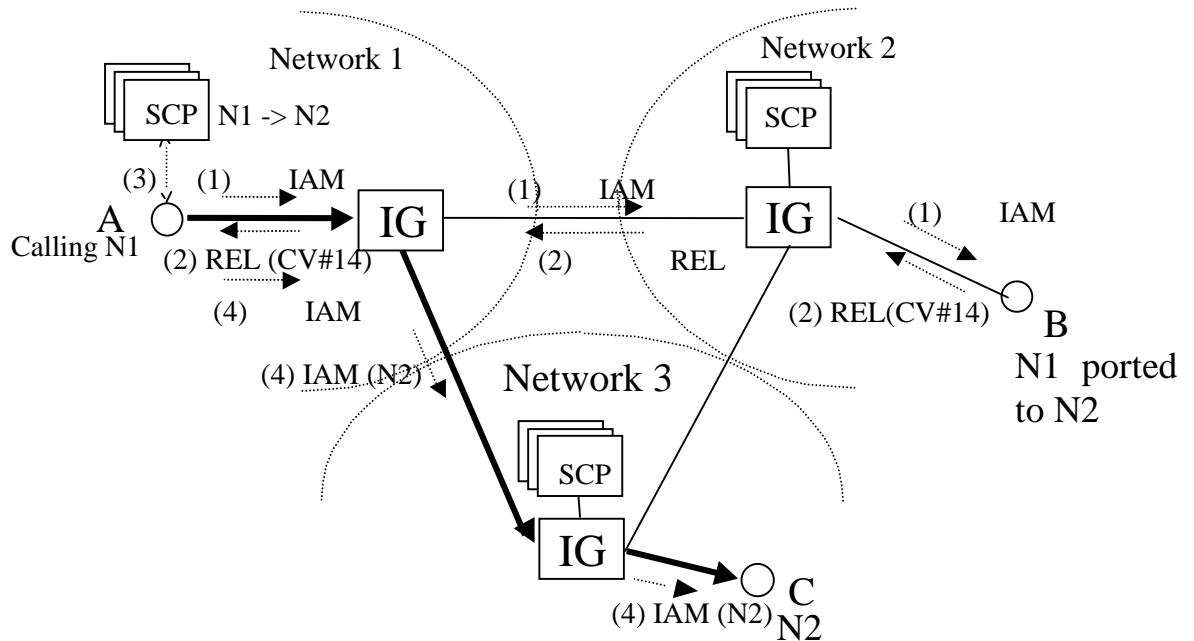 Network 1
Network 2
SCP
N1 -> N2
SCP
(3)
(1)
IAM
(1)
IAM
A
IG
IG
(1)
IAM
Calling N1
(2) REL (CV#14)
(2)
REL
(4)
IAM
(2) REL(CV#14)
B
N1 ported
to N2
(4) IAM (N2)
Network 3
SCP
IG
C
(4) IAM (N2)
N2